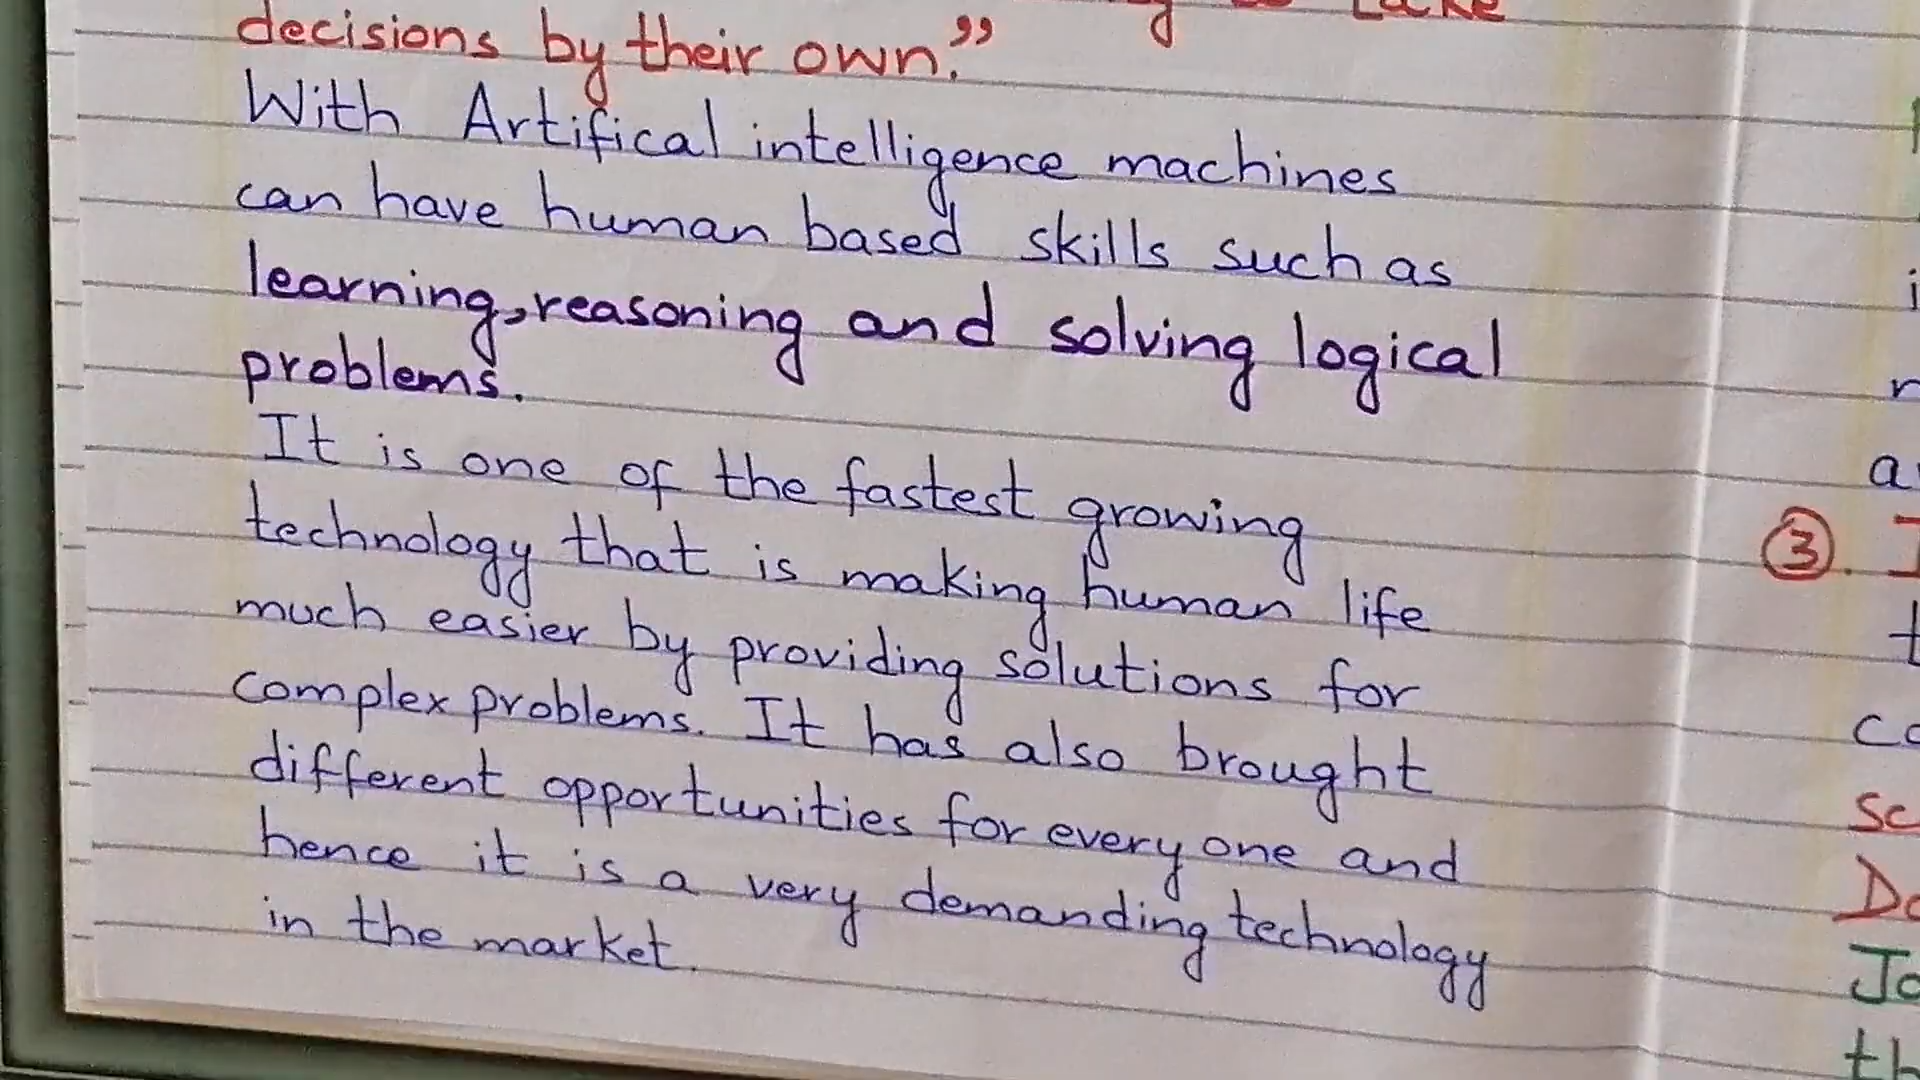 decisions by their own."
With Artifical intelligence machines
can have human based skills such as
learning, reasoning and solving logical
problems.
It is one of the fastest growing
technology that is making human life
much easier by providing solutions for
complex problems. It has also brought
different opportunities for every one and
hence it is a very demanding technology
in the market.
3.